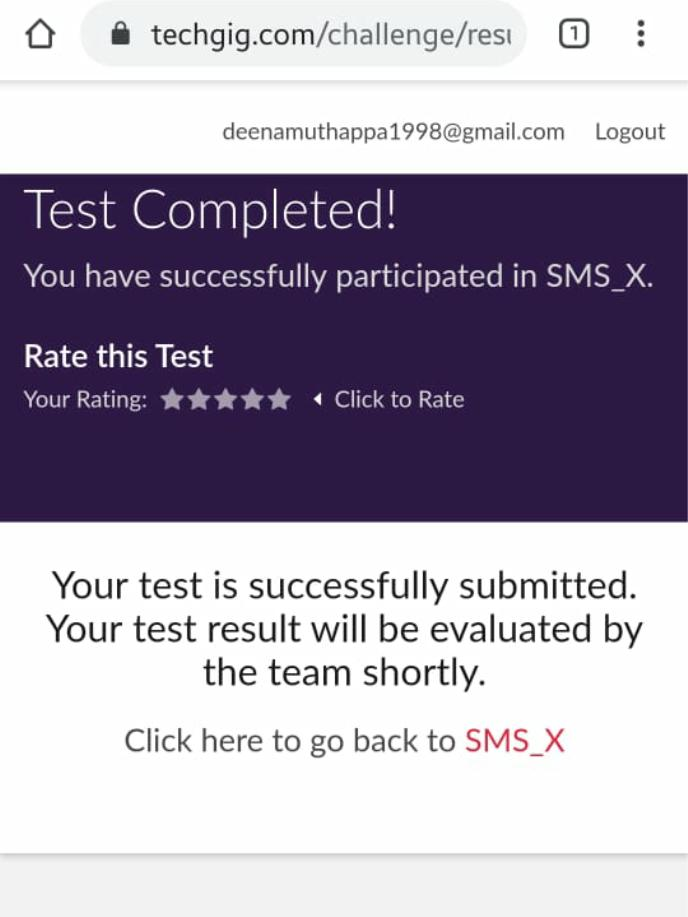 techgig.com/challenge/resu
1
deenamuthappa1998@gmail.com Logout
Test Completed!
You have successfully participated in SMS_X.
Rate this Test
Your Rating: Click to Rate
Your test is successfully submitted.
Your test result will be evaluated by
the team shortly.
Click here to go back to SMS_X